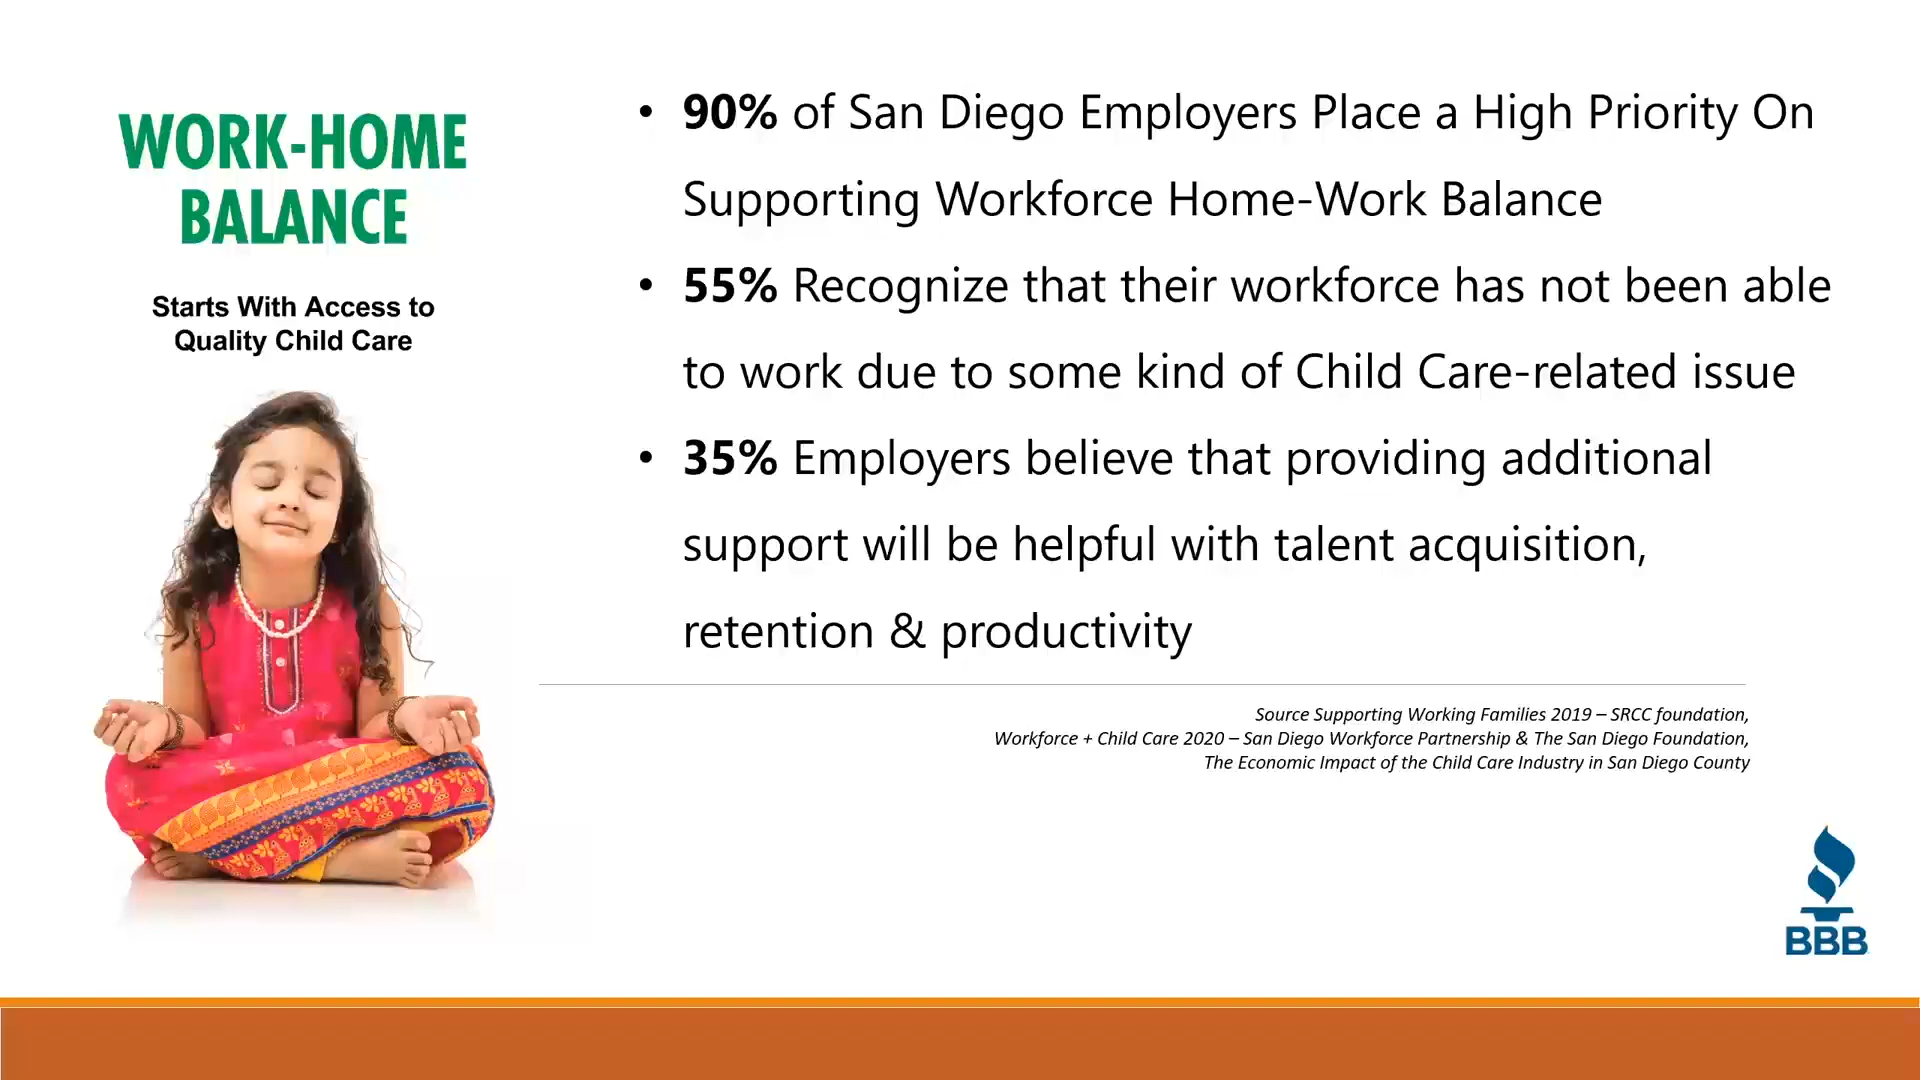 WORK-HOME
BALANCE
Starts With Access to
Quality Child Care
• 90% of San Diego Employers Place a High Priority On
Supporting Workforce Home-Work Balance
• 55% Recognize that their workforce has not been able
to work due to some kind of Child Care-related issue
• 35% Employers believe that providing additional
support will be helpful with talent acquisition,
retention & productivity
Source Supporting Working Families 2019 – SRCC foundation,
Workforce + Child Care 2020 – San Diego Workforce Partnership & The San Diego Foundation,
The Economic Impact of the Child Care Industry in San Diego County
BBB